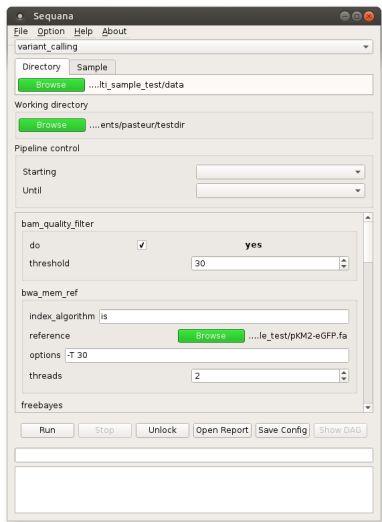 Sequana
File Option Help About
variant_calling
Directory Sample
Browse ....lti_sample_test/data
Working directory
Browse ....ents/pasteur/testdir
Pipeline control
Starting
Until
bam_quality_filter
do yes
threshold 30
bwa_mem_ref
index_algorithm is
reference Browse ....le_test/pKM2-eGFP.fa
options -T 30
threads 2
freebayes
Run Stop Unlock Open Report Save Config Show DAG